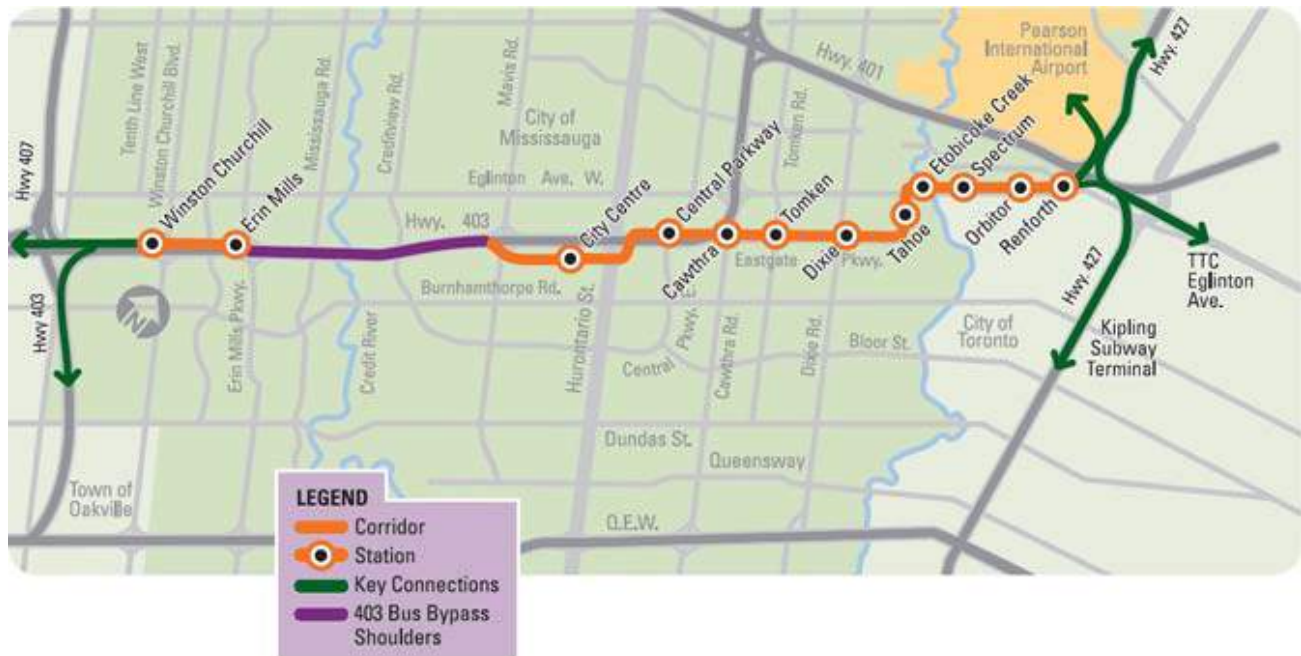 Tenth Line West
Winston Churchill Blvd.
Mississauga Rd.
Creditview Rd.
Mavis Rd.
City of
Mississauga
Eglinton Ave. W.
Hwy. 403
Hwy. 401
Tomken Rd.
Pearson
International
Airport
Hwy. 427
Hwy 407
Winston Churchill
Erin Mills
City Centre
Central Parkway
Cawthra
Tomken
Dixie
Tahoe
Etobicoke Creek
Spectrum
Orbitor
Renforth
Eastgate Pkwy.
Burnhamthorpe Rd.
Hwy 403
N
Erin Mills Pkwy.
Credit River
Hurontario St.
Central Pkwy. E.
Cawthra Rd.
Dixie Rd.
Bloor St.
City of
Toronto
Hwy. 427
TTC
Eglinton
Ave.
Kipling
Subway
Terminal
Dundas St.
Queensway
Town of
Oakville
Q.E.W.
LEGEND
Corridor
Station
Key Connections
403 Bus Bypass
Shoulders